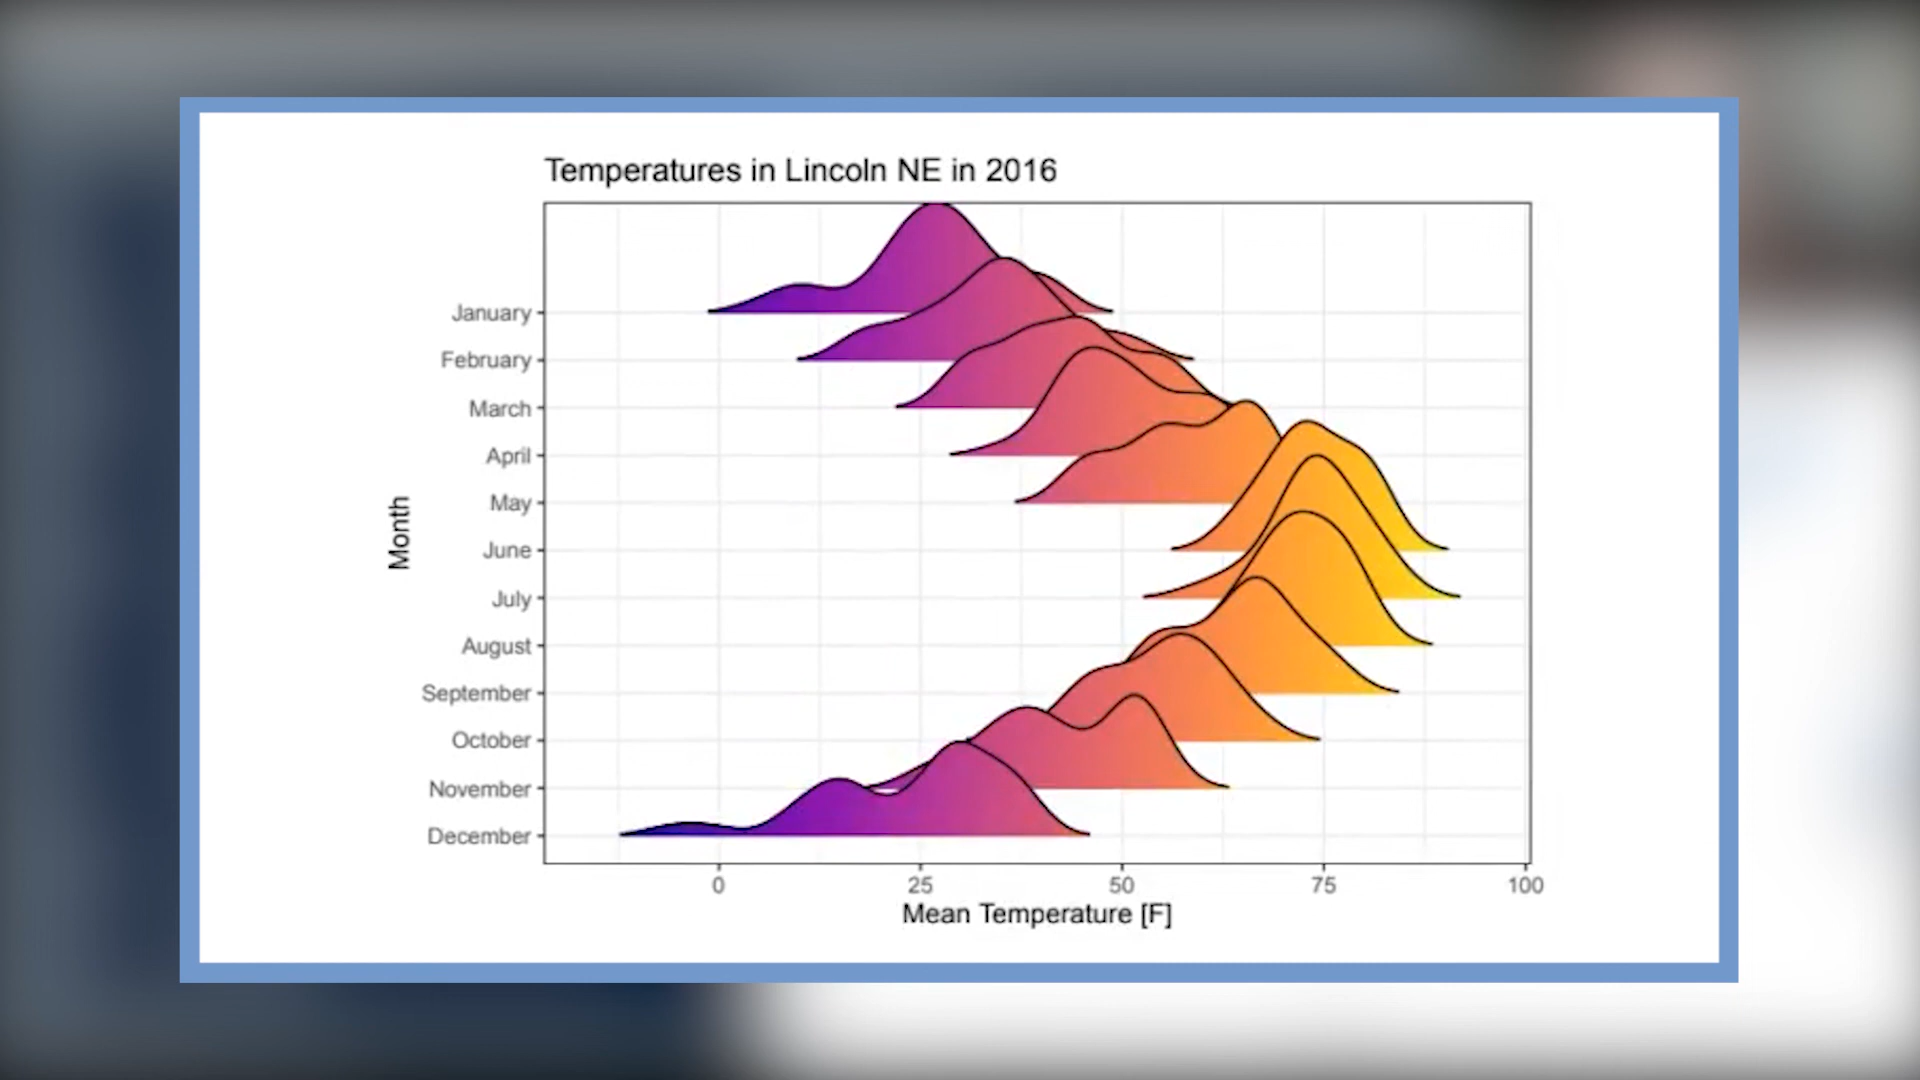 Temperatures in Lincoln NE in 2016
January
February
March
April
May
June
July
August
September
October
November
December
Month
0 25 50 75 100
Mean Temperature [F]